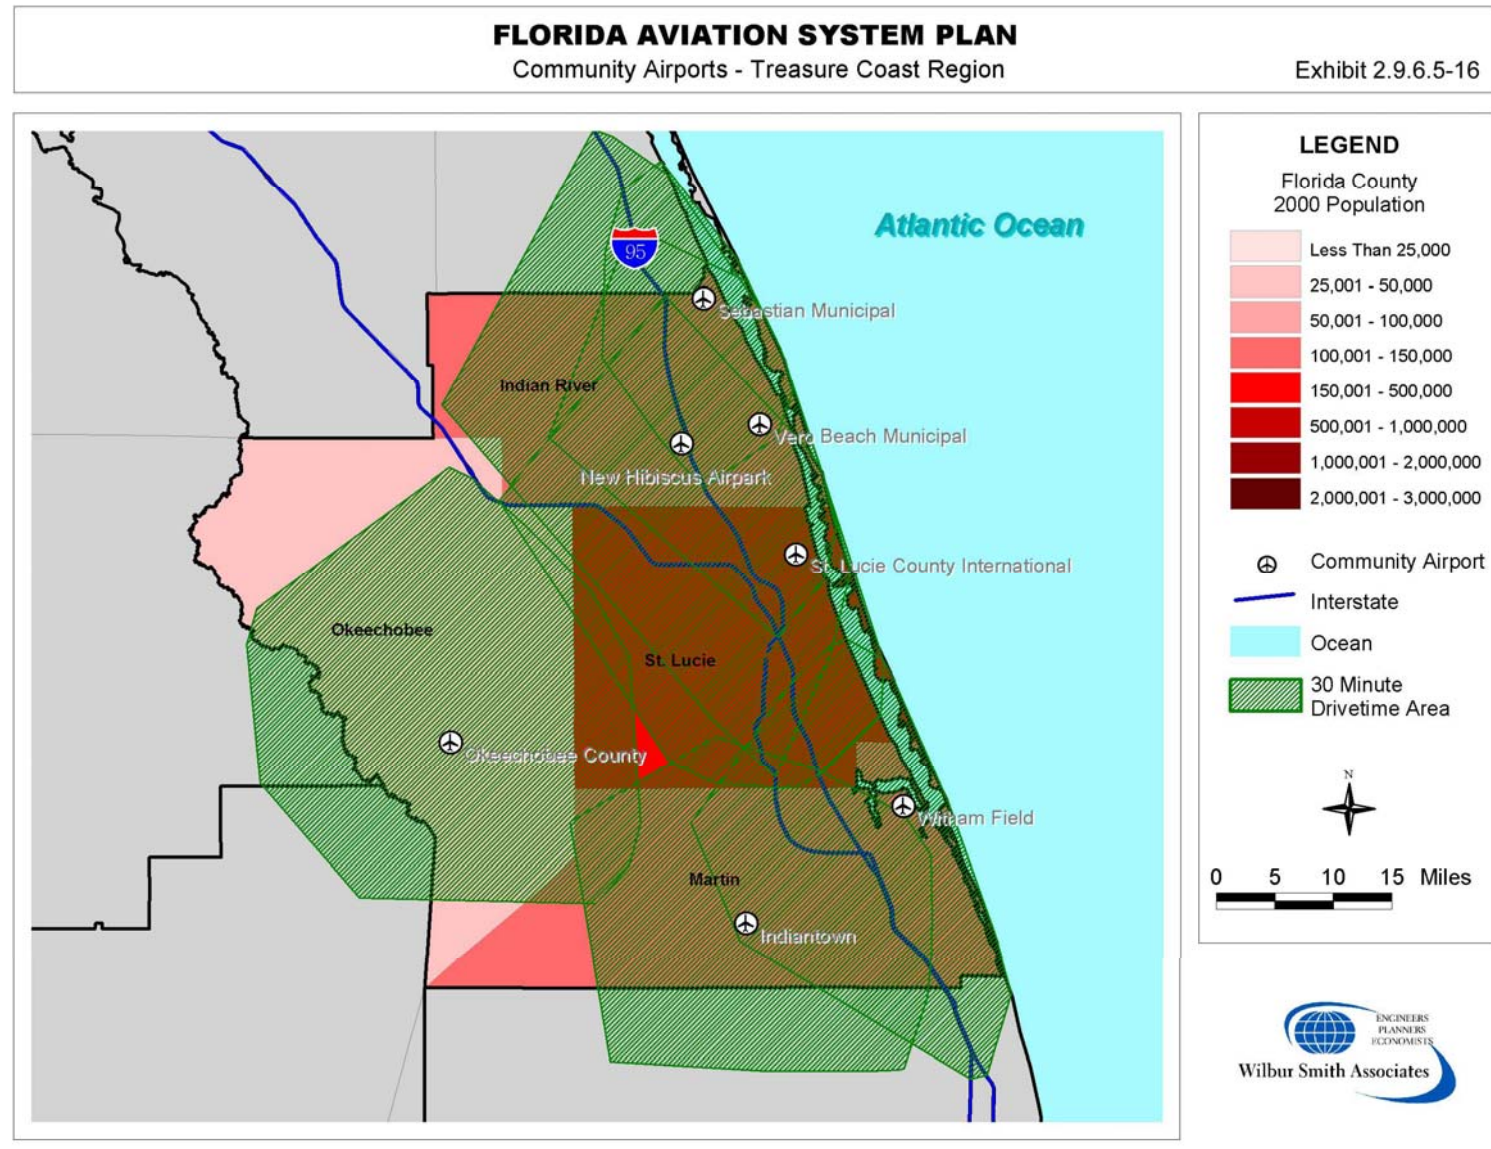 FLORIDA AVIATION SYSTEM PLAN
Community Airports - Treasure Coast Region
Exhibit 2.9.6.5-16
Atlantic Ocean
95
Sebastian Municipal
Indian River
Vero Beach Municipal
New Hibiscus Airpark
St. Lucie County International
Okeechobee
St. Lucie
Okeechobee County
Witham Field
Martin
Indiantown
LEGEND
Florida County
2000 Population
Less Than 25,000
25,001 - 50,000
50,001 - 100,000
100,001 - 150,000
150,001 - 500,000
500,001 - 1,000,000
1,000,001 - 2,000,000
2,000,001 - 3,000,000
Community Airport
Interstate
Ocean
30 Minute
Drivetime Area
N
0 5 10 15 Miles
ENGINEERS
PLANNERS
ECONOMISTS
Wilbur Smith Associates